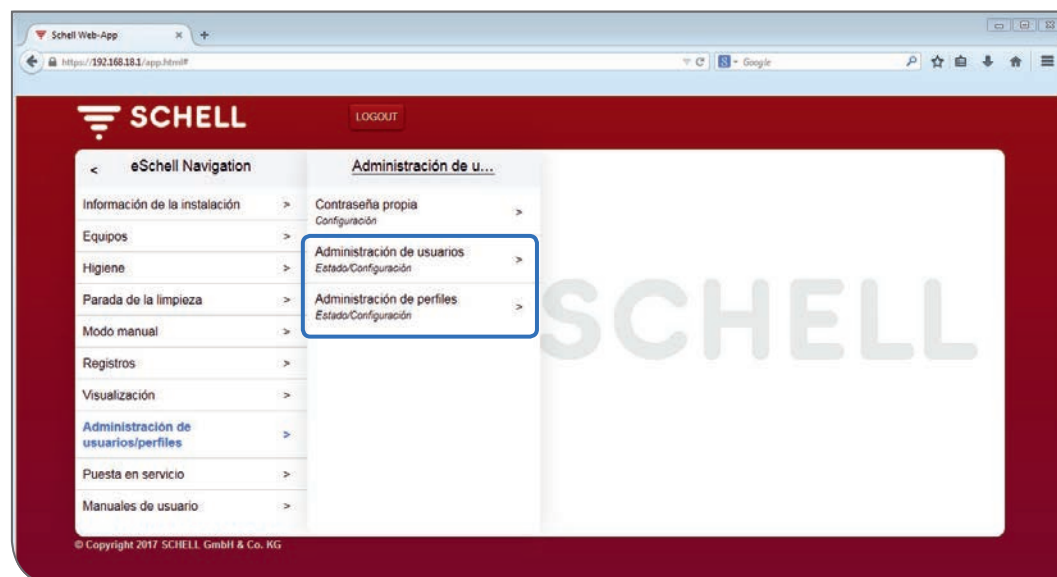 Schell Web-App
https://192.168.18.1/app.html#
Google
SCHELL
LOGOUT
< eSchell Navigation
Información de la instalación >
Equipos >
Higiene >
Parada de la limpieza >
Modo manual >
Registros >
Visualización >
Administración de
usuarios/perfiles >
Puesta en servicio >
Manuales de usuario >
Administración de u...
Contraseña propia >
Configuración
Administración de usuarios >
Estado/Configuración
Administración de perfiles >
Estado/Configuración
SCHELL
© Copyright 2017 SCHELL GmbH & Co. KG